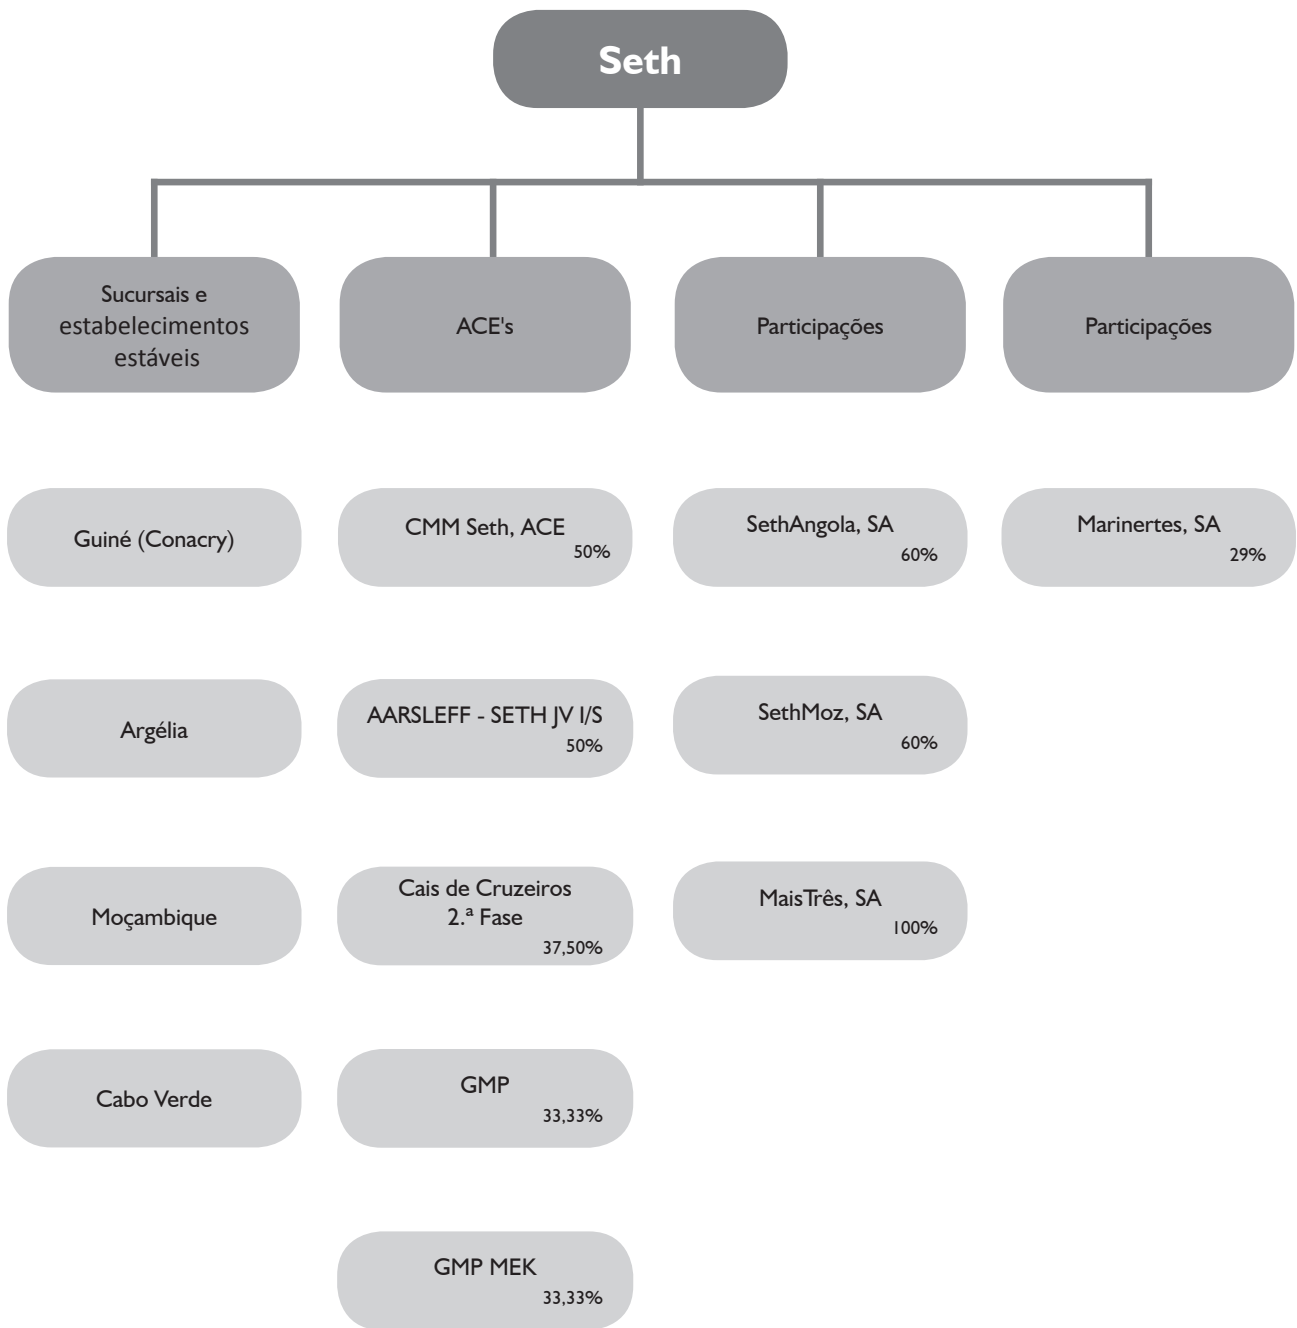 Seth
Sucursais e
estabelecimentos
estáveis
ACE's
Participações
Participações
Guiné (Conacry)
CMM Seth, ACE
50%
SethAngola, SA
60%
Marinertes, SA
29%
Argélia
AARSLEFF - SETH JV I/S
50%
SethMoz, SA
60%
Moçambique
Cais de Cruzeiros
2.ª Fase
37,50%
MaisTrês, SA
100%
Cabo Verde
GMP
33,33%
GMP MEK
33,33%